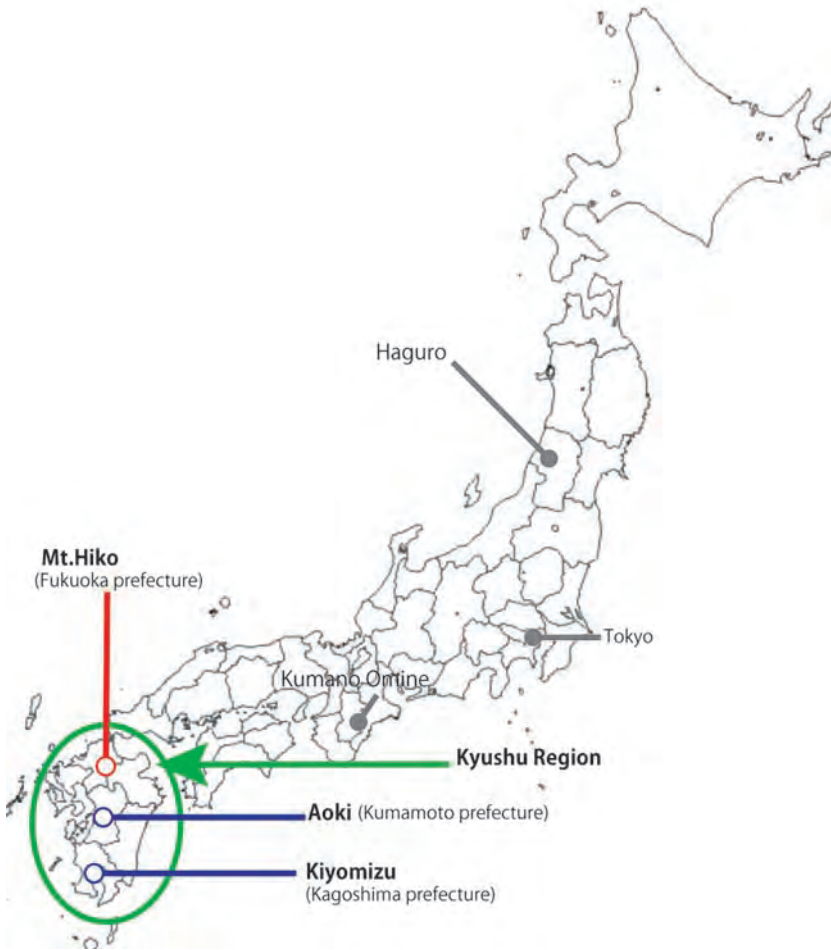 Haguro
Mt.Hiko
(Fukuoka prefecture)
Tokyo
Kumano Omine
Kyushu Region
Aoki (Kumamoto prefecture)
Kiyomizu
(Kagoshima prefecture)